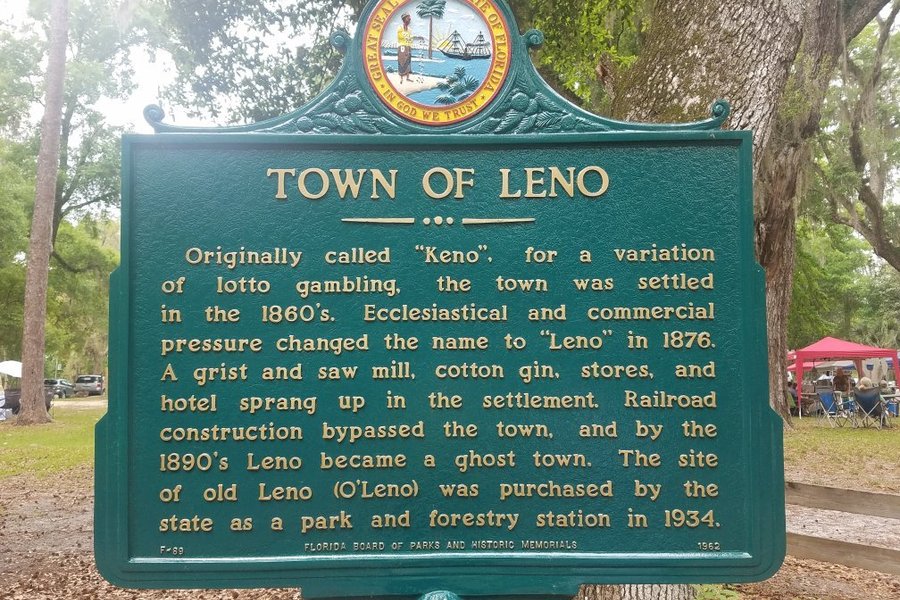 GREAT SEAL OF THE STATE OF FLORIDA
IN GOD WE TRUST
TOWN OF LENO
Originally called "Keno", for a variation
of lotto gambling, the town was settled
in the 1860's. Ecclesiastical and commercial
pressure changed the name to "Leno" in 1876.
A grist and saw mill, cotton gin, stores, and
hotel sprang up in the settlement. Railroad
construction bypassed the town, and by the
1890's Leno became a ghost town. The site
of old Leno (O'Leno) was purchased by the
state as a park and forestry station in 1934.
F-89 FLORIDA BOARD OF PARKS AND HISTORIC MEMORIALS 1962